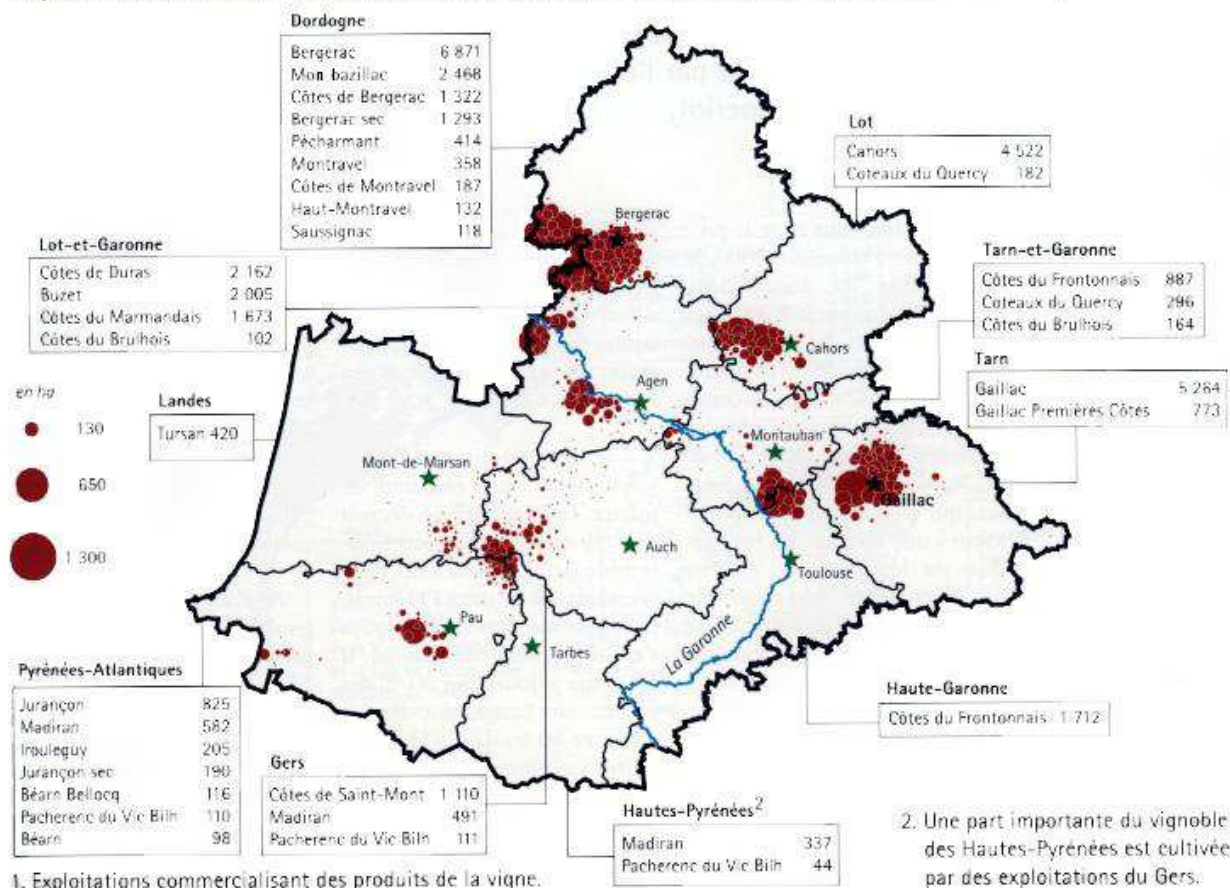 Dordogne
Bergerac 6 871
Monbazillac 2 468
Côtes de Bergerac 1 322
Bergerac sec 1 293
Pécharmant 414
Montravel 358
Côtes de Montravel 187
Haut-Montravel 132
Saussignac 118
Lot
Cahors 4 522
Coteaux du Quercy 182
Lot-et-Garonne
Côtes de Duras 2 162
Buzet 2 005
Côtes du Marmandais 1 673
Côtes du Brulhois 102
Tarn-et-Garonne
Côtes du Frontonnais 887
Coteaux du Quercy 296
Côtes du Brulhois 164
Tarn
Gaillac 5 264
Gaillac Premières Côtes 773
en ha
130
650
1 300
Landes
Tursan 420
Bergerac
Cahors
Agen
Montauban
Mont-de-Marsan
Gaillac
Auch
Toulouse
Pau
Tarbes
La Garonne
Pyrénées-Atlantiques
Jurançon 825
Madiran 582
Irouleguy 205
Jurançon sec 190
Béarn Bellocq 116
Pacherenc du Vic Bilh 110
Béarn 98
Gers
Côtes de Saint-Mont 1 110
Madiran 491
Pacherenc du Vic Biln 111
Hautes-Pyrénées²
Madiran 337
Pacherenc du Vic Bilh 44
Haute-Garonne
Côtes du Frontonnais 1 712
1. Exploitations commercialisant des produits de la vigne.
2. Une part importante du vignoble
des Hautes-Pyrénées est cultivée
par des exploitations du Gers.